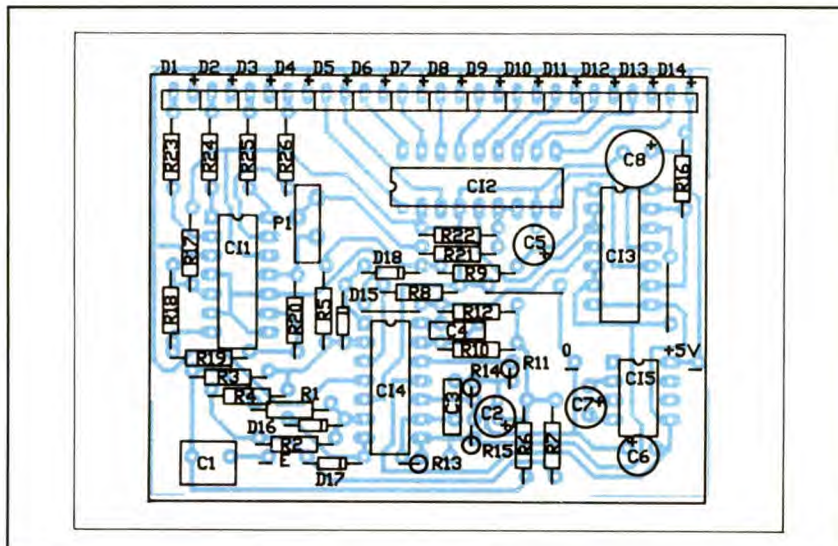 D1 + D2 + D3 + D4 + D5 + D6 + D7 + D8 + D9 + D10 + D11 + D12 + D13 + D14 +
R23 R24 R25 R26 C8 + R16
CI2
P1
R17 CI1 R22 C5 + CI3
R21
D18 R9
R8
R18 R20 R5 D15 R12
C4
R19 R10 R11 0 +5V
R3 R14
R4 R1 CI4 C3 C7 + CI5
D16 C2 +
R2 R15 R6 R7 C6 +
C1 E D17 R13